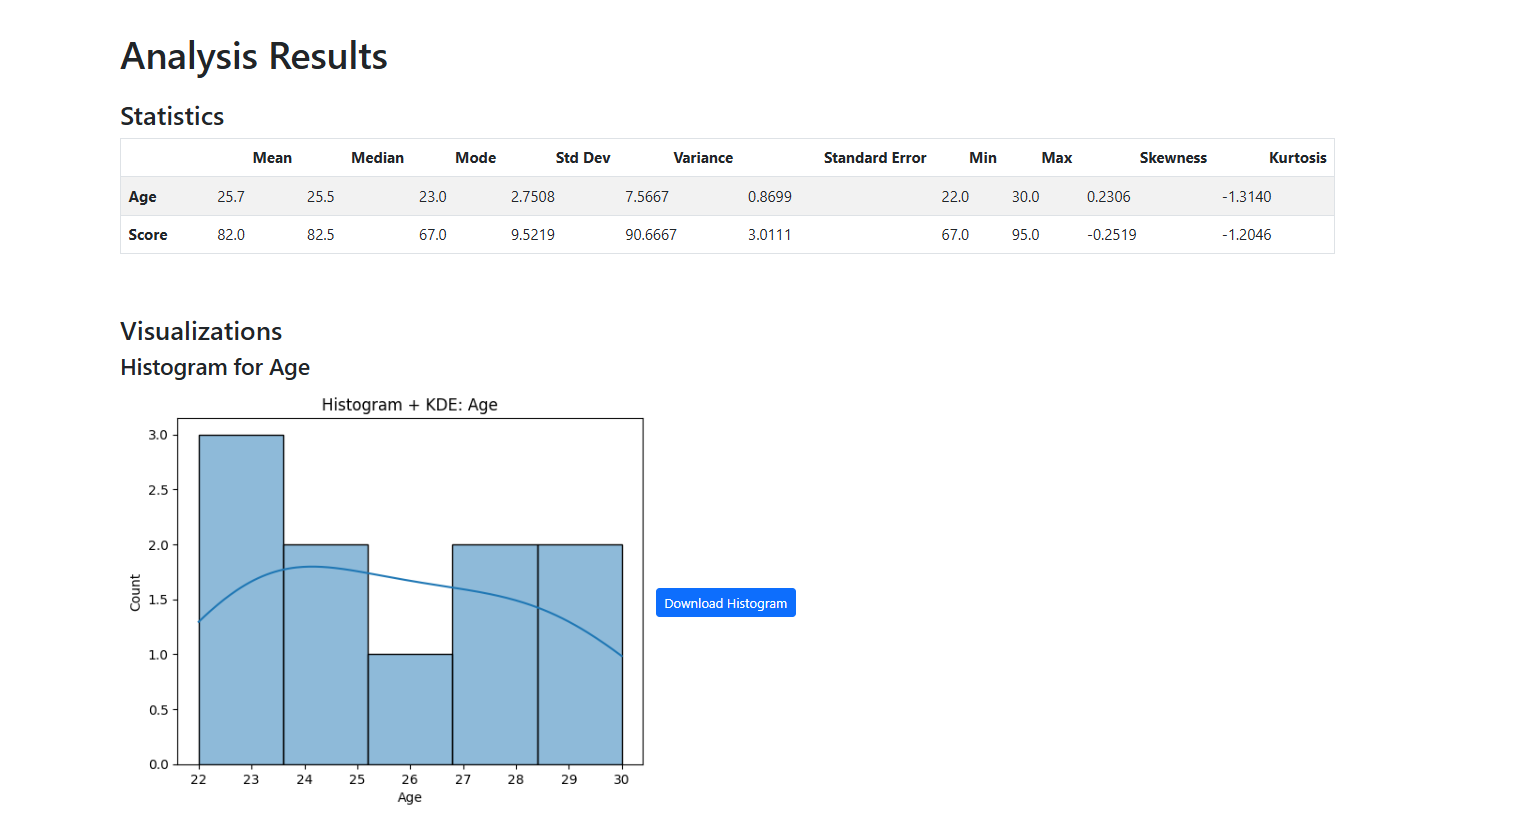 Analysis Results
Statistics
Mean Median Mode Std Dev Variance Standard Error Min Max Skewness Kurtosis
Age 25.7 25.5 23.0 2.7508 7.5667 0.8699 22.0 30.0 0.2306 -1.3140
Score 82.0 82.5 67.0 9.5219 90.6667 3.0111 67.0 95.0 -0.2519 -1.2046
Visualizations
Histogram for Age
Histogram + KDE: Age
3.0
2.5
2.0
1.5
1.0
0.5
0.0
Count
22 23 24 25 26 27 28 29 30
Age
Download Histogram